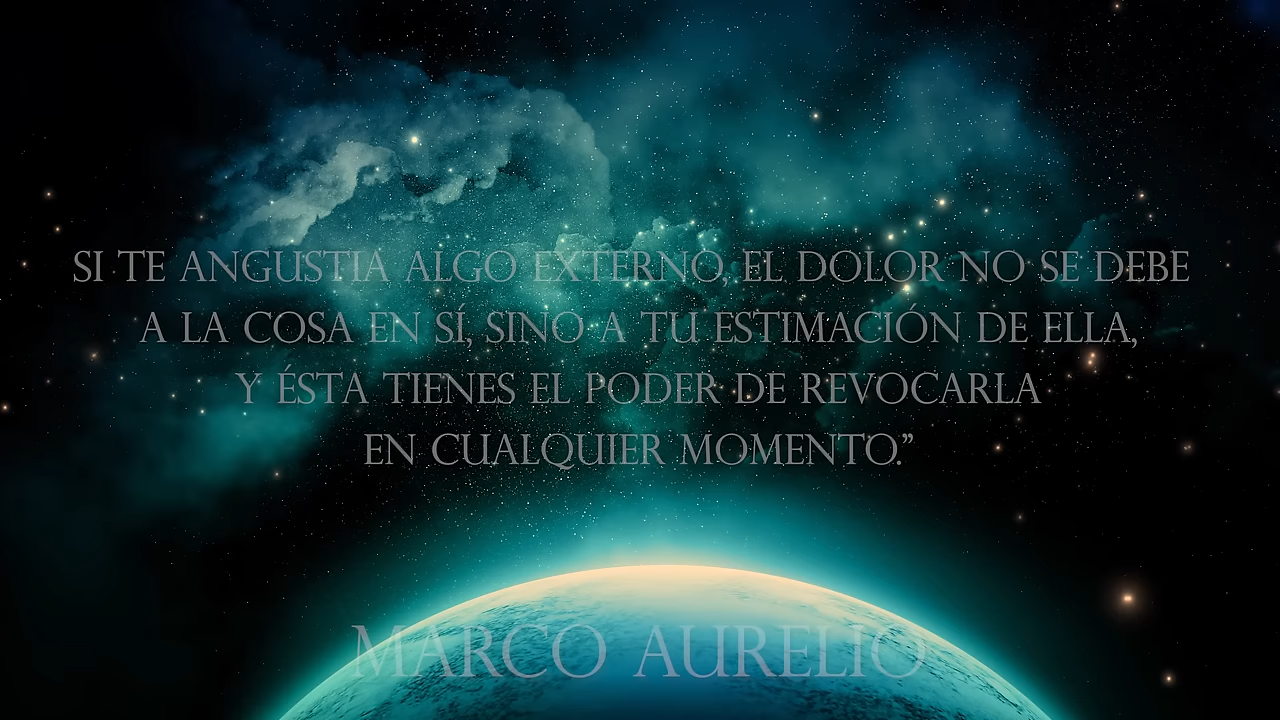 SI TE ANGUSTIA ALGO EXTERNO, EL DOLOR NO SE DEBE
A LA COSA EN SÍ, SINO A TU ESTIMACIÓN DE ELLA,
Y ÉSTA TIENES EL PODER DE REVOCARLA
EN CUALQUIER MOMENTO.”
MARCO AURELIO